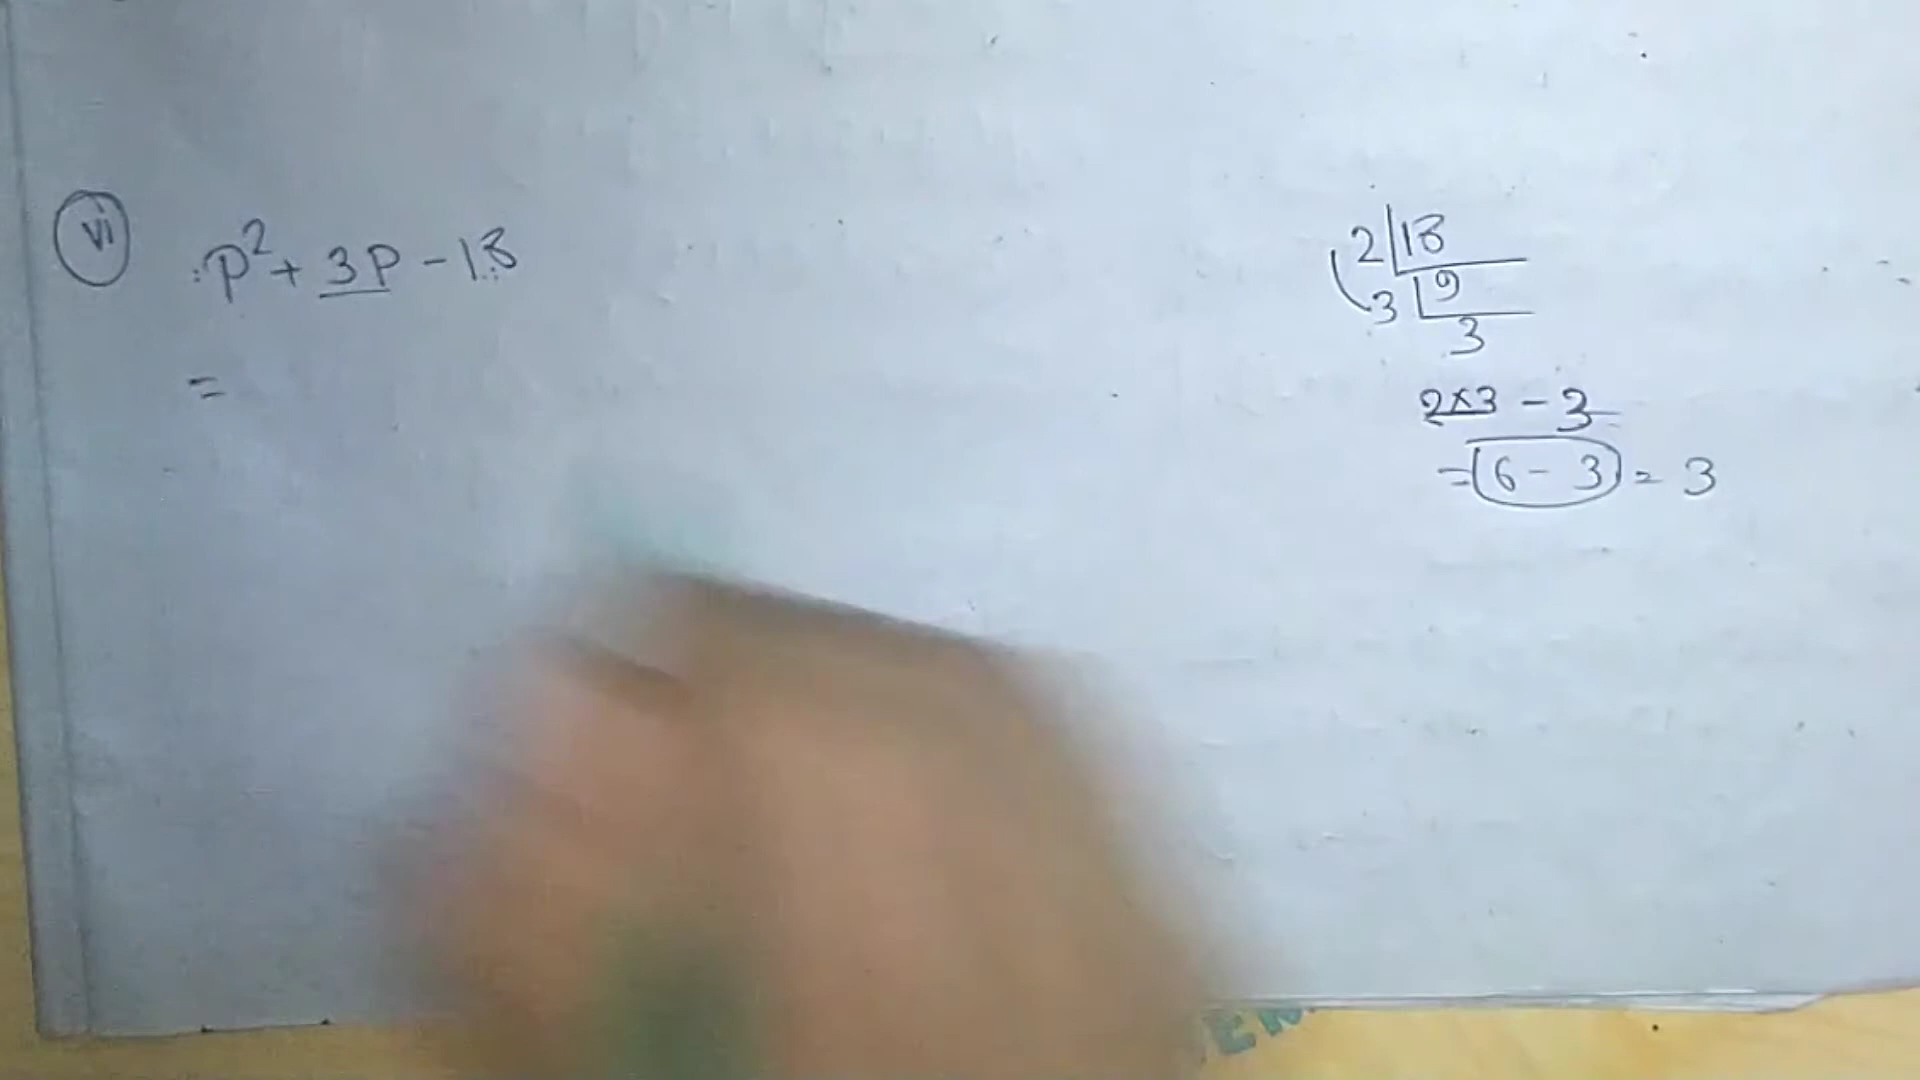 vi p² + 3p - 18
=
2 18
3 9
3
2×3 - 3
= 6 - 3 = 3